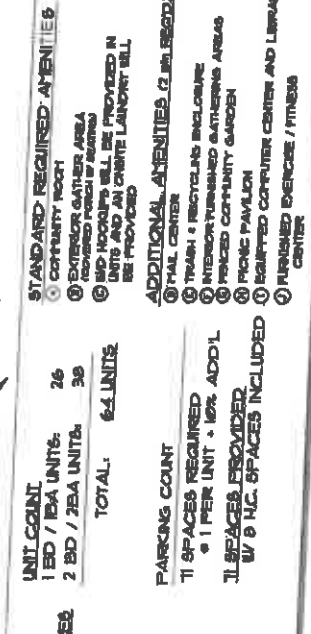 UNIT COUNT
1 BD / 1BA UNITS: 26
2 BD / 2BA UNITS: 38
TOTAL: 64 UNITS
PARKING COUNT
71 SPACES REQUIRED
@ 1 PER UNIT + 10% ADD'L
71 SPACES PROVIDED
W/ 8 H.C. SPACES INCLUDED
STANDARD REQUIRED AMENITIES
A COMMUNITY ROOM
B EXTERIOR GATHER AREA
(COVERED PORCH W/ SEATING)
C W/D HOOKUPS WILL BE PROVIDED IN
UNITS AND AN ONSITE LAUNDRY WILL
BE PROVIDED
ADDITIONAL AMENITIES (2
D MAIL CENTER
E TRASH & RECYCLING ENCLOSURE
F INTERIOR FURNISHED GATHERING AREAS
G FENCED COMMUNITY GARDEN
H PICNIC PAVILION
I EQUIPPED COMPUTER CENTER AND
J FURNISHED EXERCISE / FITNESS
CENTER